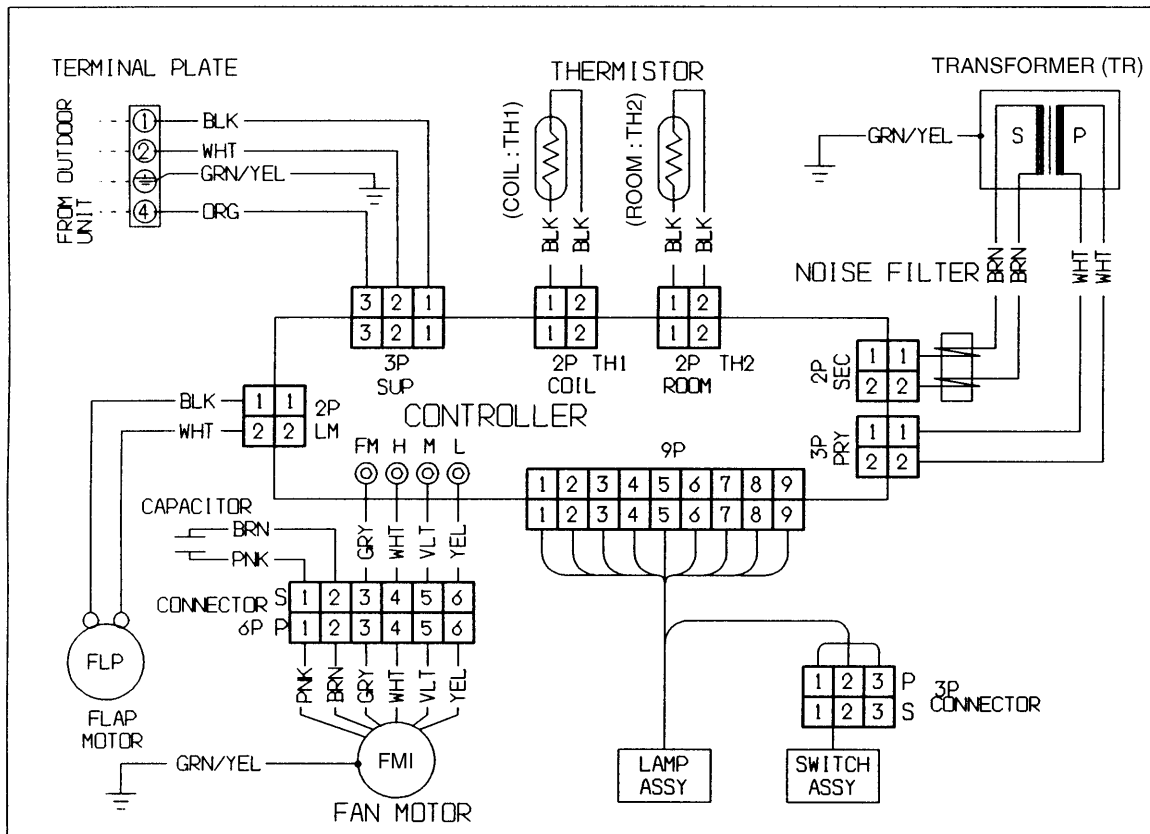 TERMINAL PLATE
THERMISTOR
TRANSFORMER (TR)
FROM OUTDOOR
UNIT
1 BLK
2 WHT
GRN/YEL
4 ORG
(COIL : TH1)
(ROOM : TH2)
BLK BLK
BLK BLK
GRN/YEL
S P
BRN BRN WHT WHT
NOISE FILTER
3 2 1
3 2 1
3P
SUP
1 2
1 2
2P TH1
COIL
1 2
1 2
2P TH2
ROOM
2P
SEC
1 1
2 2
3P
PRY
1 1
2 2
BLK
WHT
1 1
2 2
2P
LM
CONTROLLER
FM H M L
9P
1 2 3 4 5 6 7 8 9
1 2 3 4 5 6 7 8 9
CAPACITOR
BRN
PNK
GRY WHT VLT YEL
CONNECTOR
6P
S 1 2 3 4 5 6
P 1 2 3 4 5 6
PNK BRN GRY WHT VLT YEL
FLP
FLAP
MOTOR
GRN/YEL
FMI
FAN MOTOR
1 2 3 P
1 2 3 S
3P
CONNECTOR
LAMP
ASSY
SWITCH
ASSY